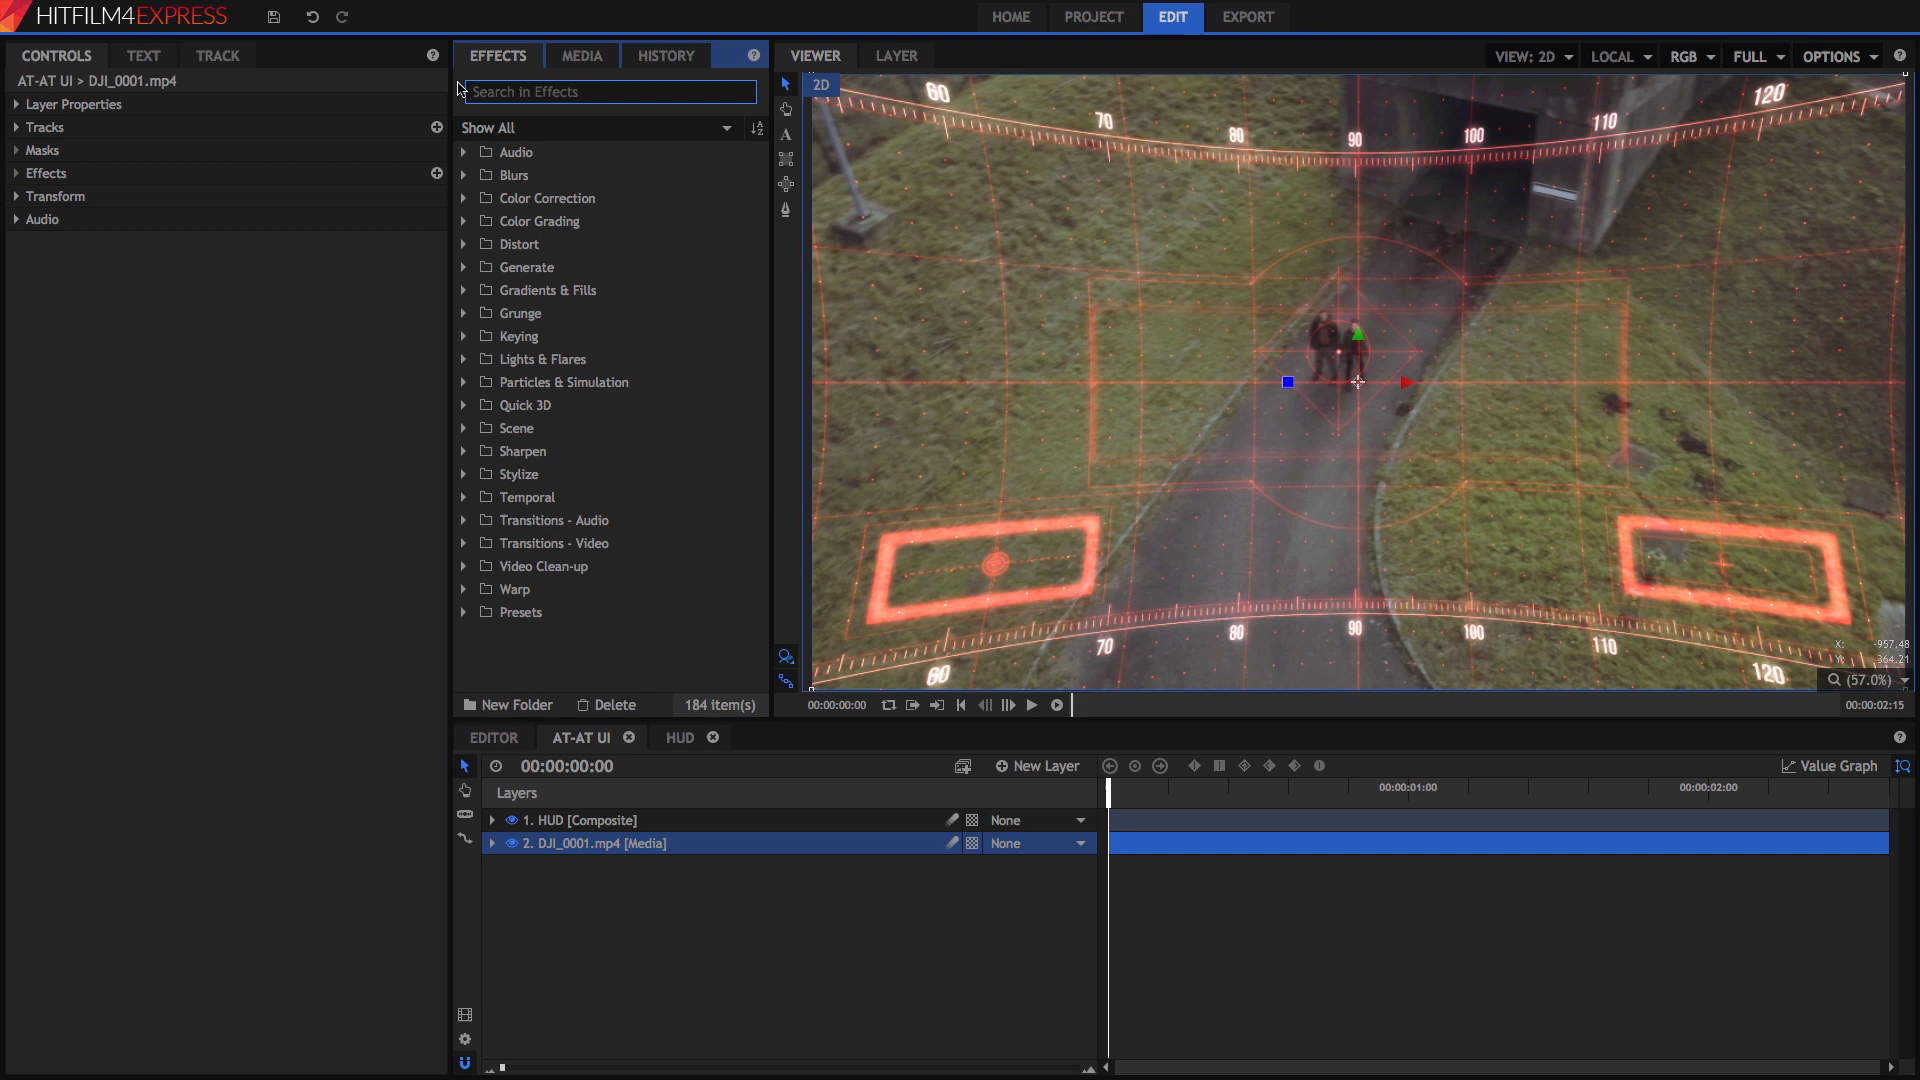 HITFILM4EXPRESS
HOME PROJECT EDIT EXPORT
CONTROLS TEXT TRACK
AT-AT UI > DJI_0001.mp4
Layer Properties
Tracks
Masks
Effects
Transform
Audio
EFFECTS MEDIA HISTORY
Search in Effects
Show All
Audio
Blurs
Color Correction
Color Grading
Distort
Generate
Gradients & Fills
Grunge
Keying
Lights & Flares
Particles & Simulation
Quick 3D
Scene
Sharpen
Stylize
Temporal
Transitions - Audio
Transitions - Video
Video Clean-up
Warp
Presets
New Folder Delete 184 item(s)
VIEWER LAYER
VIEW: 2D LOCAL RGB FULL OPTIONS
2D
60 70 80 90 100 110 120
60 70 80 90 100 110 120
X: -957.48
Y: 364.21
(57.0%)
00:00:00:00 00:00:02:15
EDITOR AT-AT UI HUD
00:00:00:00 New Layer Value Graph
Layers 00:00:01:00 00:00:02:00
1. HUD [Composite] None
2. DJI_0001.mp4 [Media] None